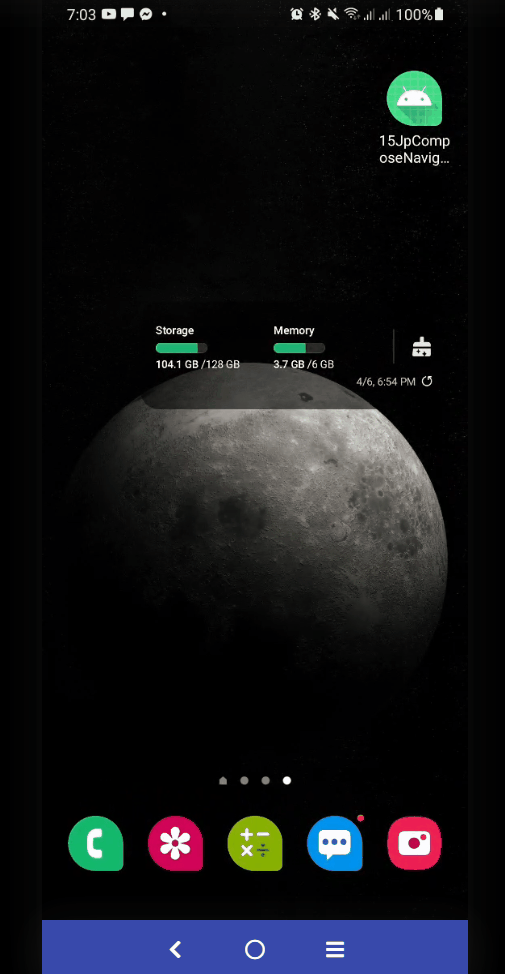 7:03 100%
15JpComp
oseNavig...
Storage Memory
104.1 GB /128 GB 3.7 GB /6 GB
4/6, 6:54 PM